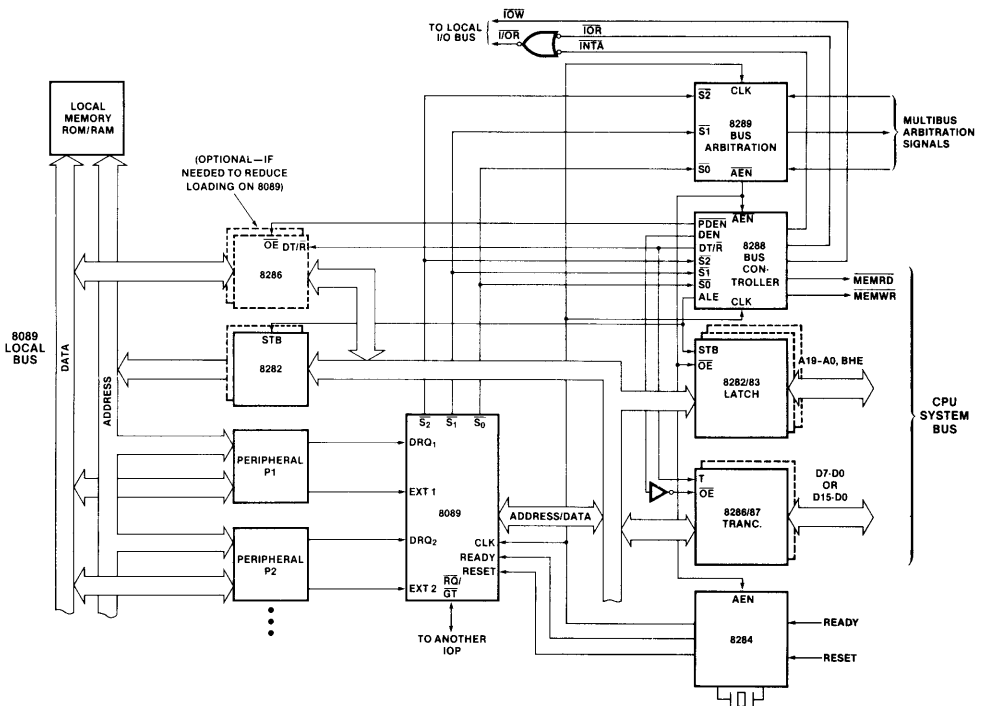 IOW
TO LOCAL
I/O BUS
I/OR
IOR
INTA
LOCAL
MEMORY
ROM/RAM
CLK
S2
S1
S0
8289
BUS
ARBITRATION
AEN
MULTIBUS
ARBITRATION
SIGNALS
(OPTIONAL—IF
NEEDED TO REDUCE
LOADING ON 8089)
OE DT/R
8286
AEN
PDEN
DEN
DT/R
S2
S1
S0
ALE
CLK
8288
BUS
CON-
TROLLER
MEMRD
MEMWR
8089
LOCAL
BUS
DATA
ADDRESS
STB
8282
STB
OE
8282/83
LATCH
A19-A0, BHE
CPU
SYSTEM
BUS
S2 S1 S0
DRQ1
EXT 1
8089
DRQ2
EXT 2
CLK
READY
RESET
RQ/
GT
PERIPHERAL
P1
PERIPHERAL
P2
ADDRESS/DATA
T
OE
8286/87
TRANC.
D7-D0
OR
D15-D0
TO ANOTHER
IOP
AEN
8284
READY
RESET